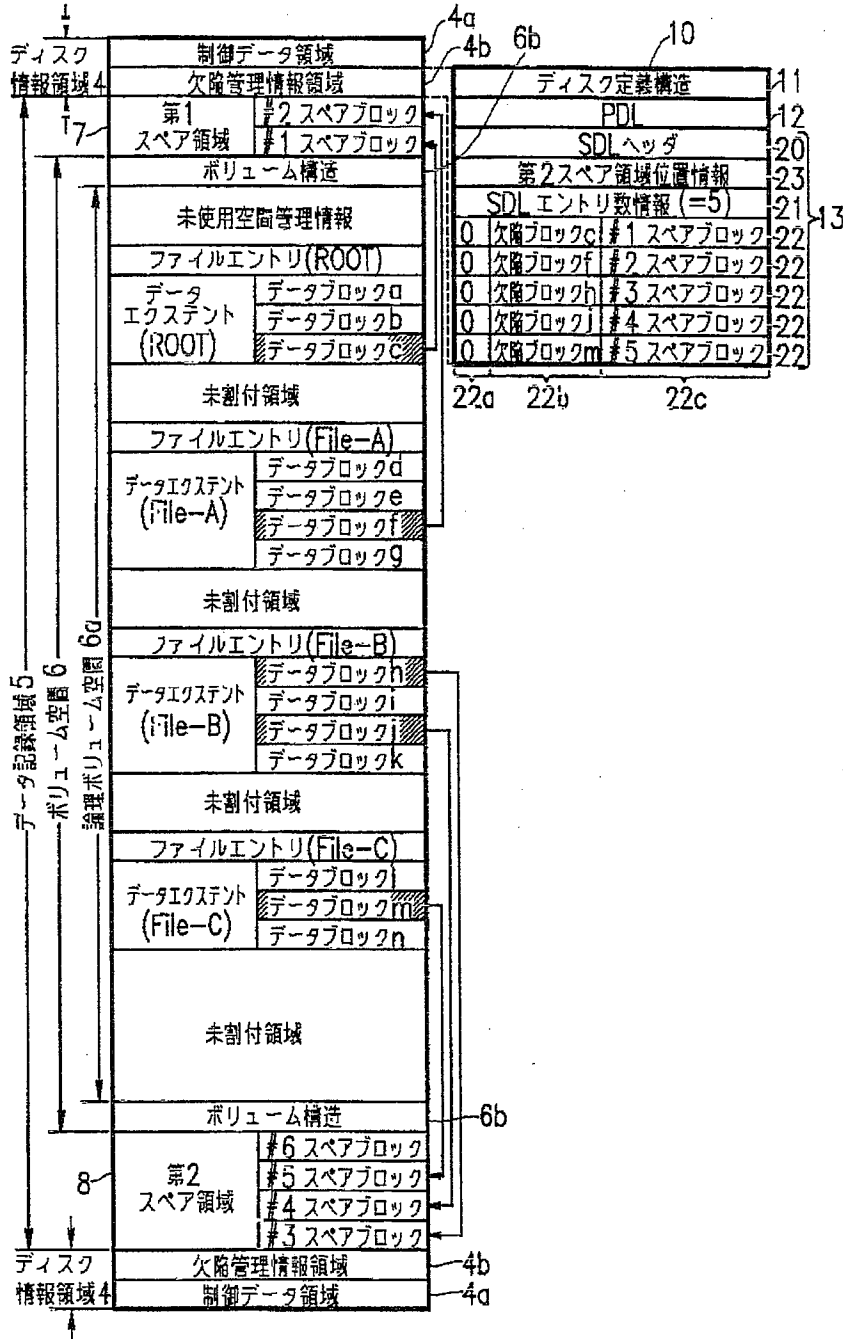 ディスク
情報領域4
制御データ領域
4a
欠陥管理情報領域
4b
6b
7
第1
スペア領域
#2 スペアブロック
#1 スペアブロック
ボリューム構造
未使用空間管理情報
ファイルエントリ(ROOT)
データ
エクステント
(ROOT)
データブロックa
データブロックb
データブロックc
未割付領域
ファイルエントリ(File-A)
データエクステント
(File-A)
データブロックd
データブロックe
データブロックf
データブロックg
未割付領域
ファイルエントリ(File-B)
データエクステント
(File-B)
データブロックh
データブロックi
データブロックj
データブロックk
未割付領域
ファイルエントリ(File-C)
データエクステント
(File-C)
データブロックl
データブロックm
データブロックn
未割付領域
ボリューム構造
6b
8
第2
スペア領域
#6 スペアブロック
#5 スペアブロック
#4 スペアブロック
#3 スペアブロック
ディスク
情報領域4
欠陥管理情報領域
4b
制御データ領域
4a
データ記録領域5
ボリューム空間6
論理ボリューム空間6a
10
ディスク定義構造
11
PDL
12
SDLヘッダ
20
第2スペア領域位置情報
23
SDLエントリ数情報(=5)
21
13
0 欠陥ブロックc #1 スペアブロック 22
0 欠陥ブロックf #2 スペアブロック 22
0 欠陥ブロックh #3 スペアブロック 22
0 欠陥ブロックj #4 スペアブロック 22
0 欠陥ブロックm #5 スペアブロック 22
22a 22b 22c